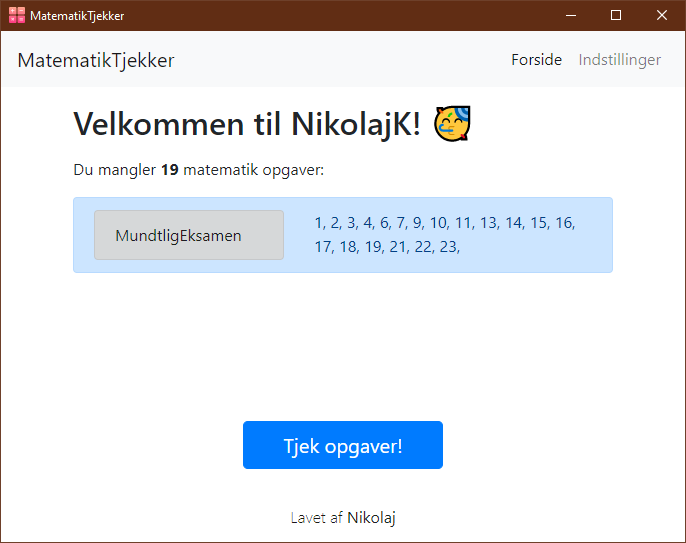 MatematikTjekker
MatematikTjekker
Forside
Indstillinger
Velkommen til NikolajK! 🥳
Du mangler 19 matematik opgaver:
MundtligEksamen
1, 2, 3, 4, 6, 7, 9, 10, 11, 13, 14, 15, 16,
17, 18, 19, 21, 22, 23,
Tjek opgaver!
Lavet af Nikolaj